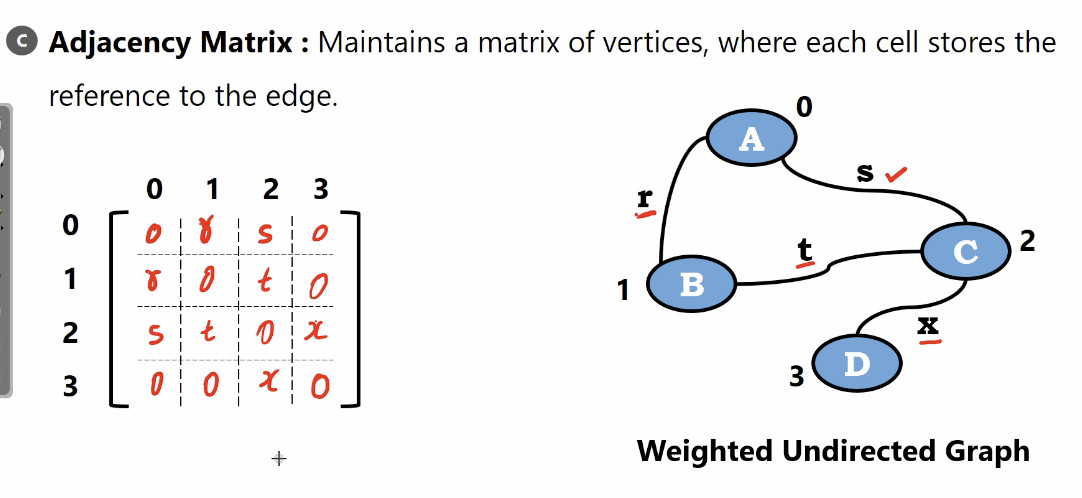 C Adjacency Matrix : Maintains a matrix of vertices, where each cell stores the
reference to the edge.
0 1 2 3
0 0 r s 0
1 r 0 t 0
2 s t 0 x
3 0 0 x 0
A 0
s
r
t
C 2
1 B
x
3 D
Weighted Undirected Graph